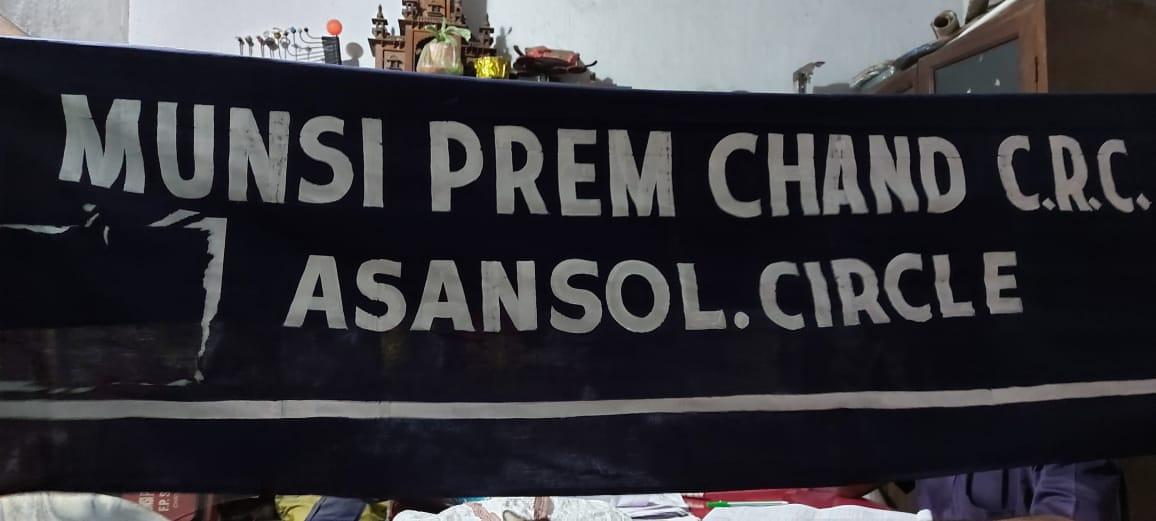 MUNSI PREM CHAND C.R.C.
ASANSOL.CIRCLE